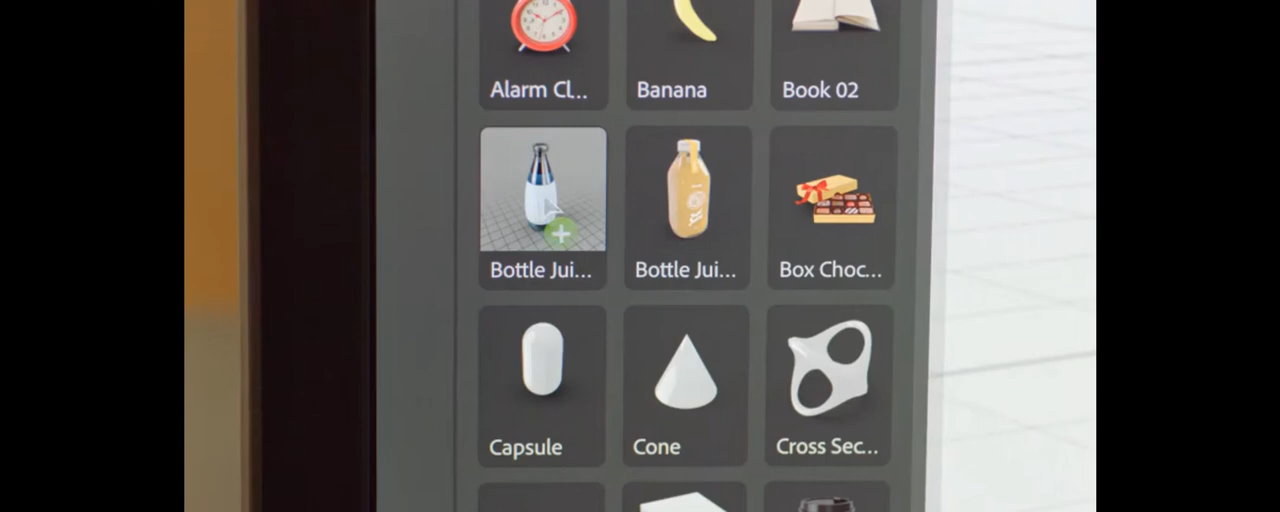 Alarm Cl...
Banana
Book 02
Bottle Jui...
Bottle Jui...
Box Choc...
Capsule
Cone
Cross Sec...